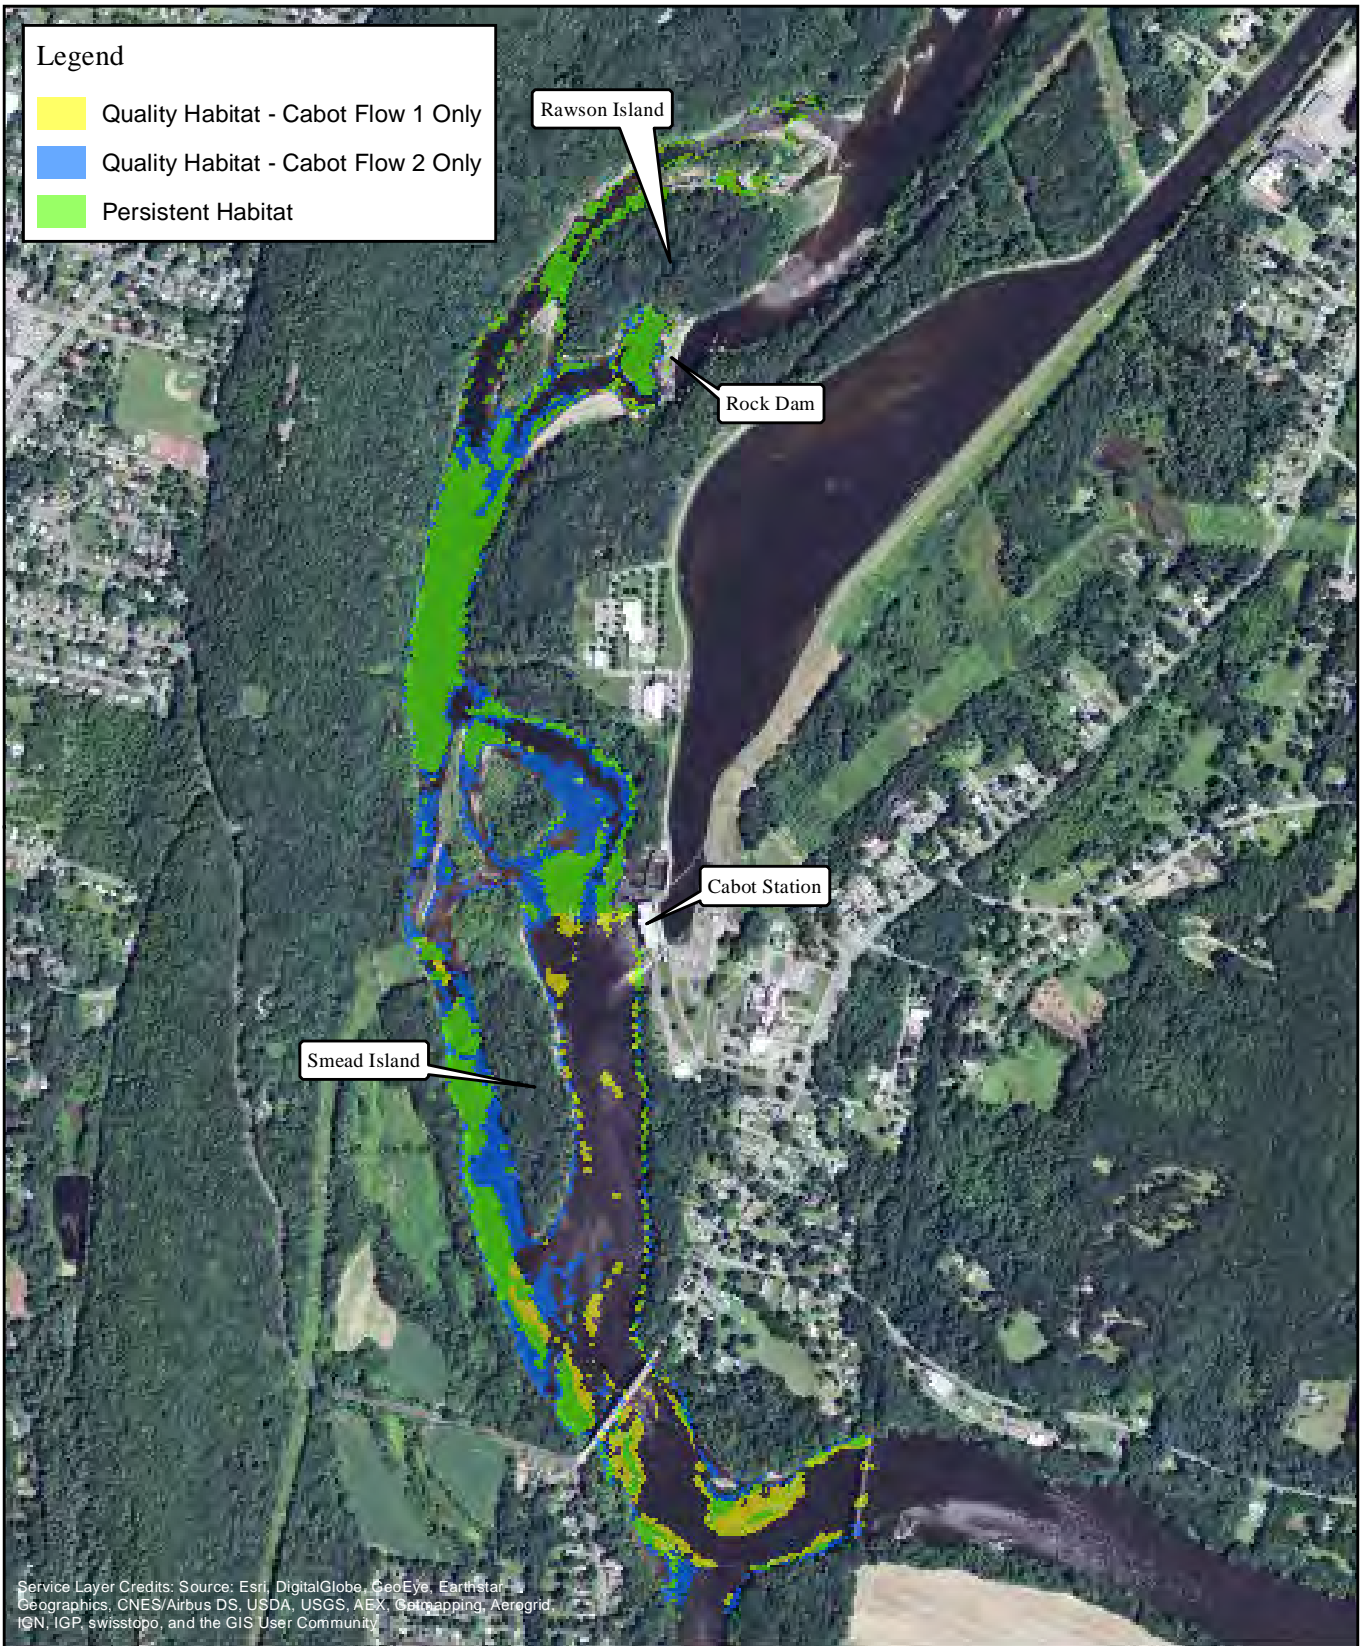 Legend
Quality Habitat - Cabot Flow 1 Only
Quality Habitat - Cabot Flow 2 Only
Persistent Habitat
Rawson Island
Rock Dam
Cabot Station
Smead Island
Service Layer Credits: Source: Esri, DigitalGlobe, GeoEye, Earthstar
Geographics, CNES/Airbus DS, USDA, USGS, AEX, Getmapping, Aerogrid,
IGN, IGP, swisstopo, and the GIS User Community